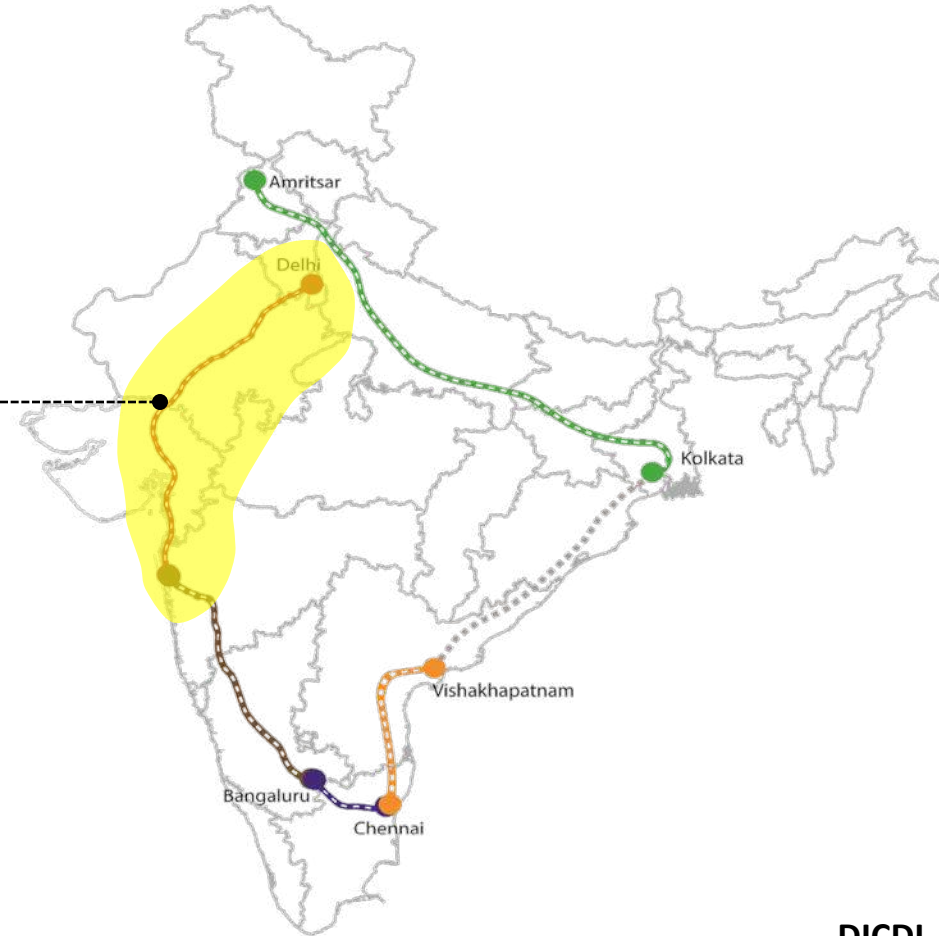 Amritsar
Delhi
Kolkata
Vishakhapatnam
Bangaluru
Chennai